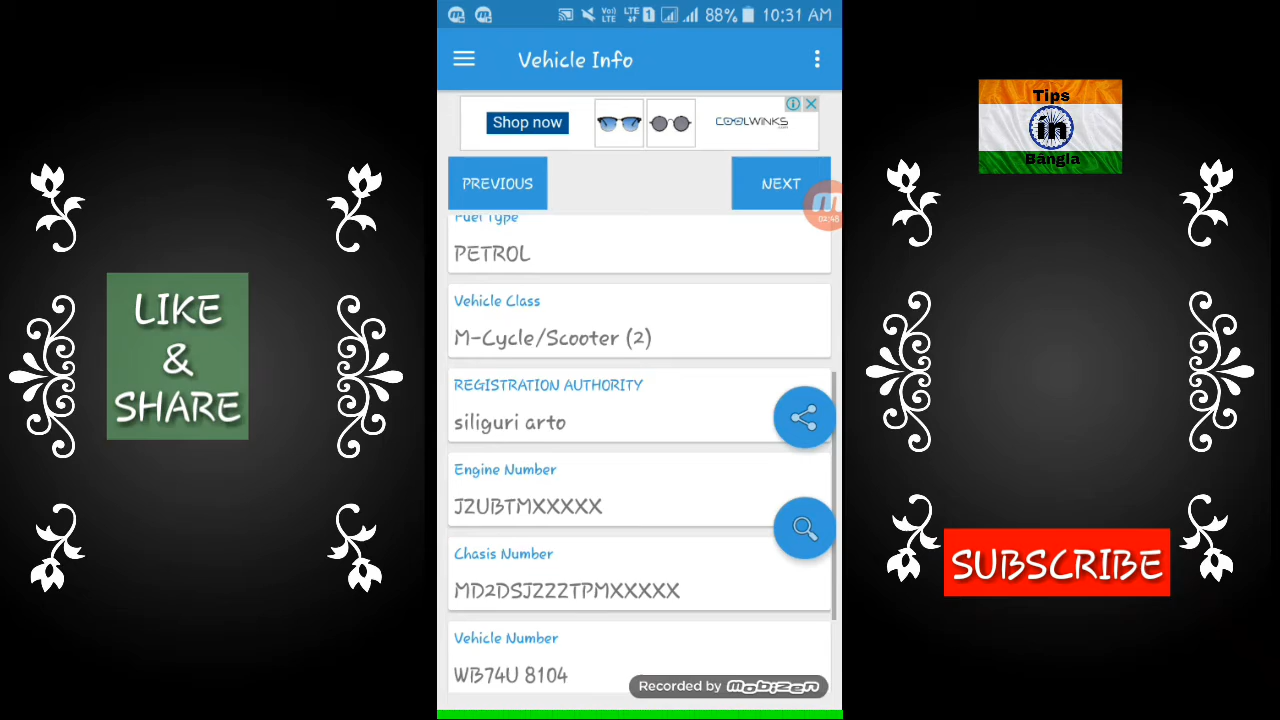 88% 10:31 AM
Vehicle Info
Shop now
COOLWINKS
PREVIOUS
NEXT
02:48
Fuel Type
PETROL
Vehicle Class
M-Cycle/Scooter (2)
REGISTRATION AUTHORITY
siliguri arto
Engine Number
JZUBTMXXXXX
Chasis Number
MD2DSJZZZTPMXXXXX
Vehicle Number
WB74U 8104
Recorded by MOBIZEN
LIKE
&
SHARE
Tips
in
Bangla
SUBSCRIBE